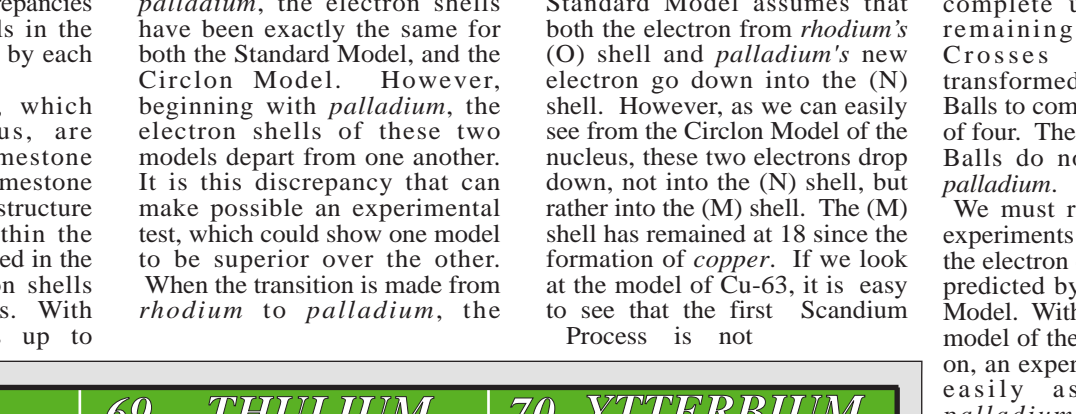 repancies
ls in the
by each
, which
us, are
mestone
mestone
structure
thin the
ed in the
on shells
s. With
up to
palladium, the electron shells
have been exactly the same for
both the Standard Model, and the
Circlon Model. However,
beginning with palladium, the
electron shells of these two
models depart from one another.
It is this discrepancy that can
make possible an experimental
test, which could show one model
to be superior over the other.
When the transition is made from
rhodium to palladium, the
Standard Model assumes that
both the electron from rhodium's
(O) shell and palladium's new
electron go down into the (N)
shell. However, as we can easily
see from the Circlon Model of the
nucleus, these two electrons drop
down, not into the (N) shell, but
rather into the (M) shell. The (M)
shell has remained at 18 since the
formation of copper. If we look
at the model of Cu-63, it is easy
to see that the first Scandium
Process is not
complete u
remaining
Crosses
transformed
Balls to com
of four. The
Balls do no
palladium.
We must r
experiments
the electron
predicted by
Model. With
model of the
on, an exper
easily as
palladium
69 THULIUM
70 YTTERBIUM